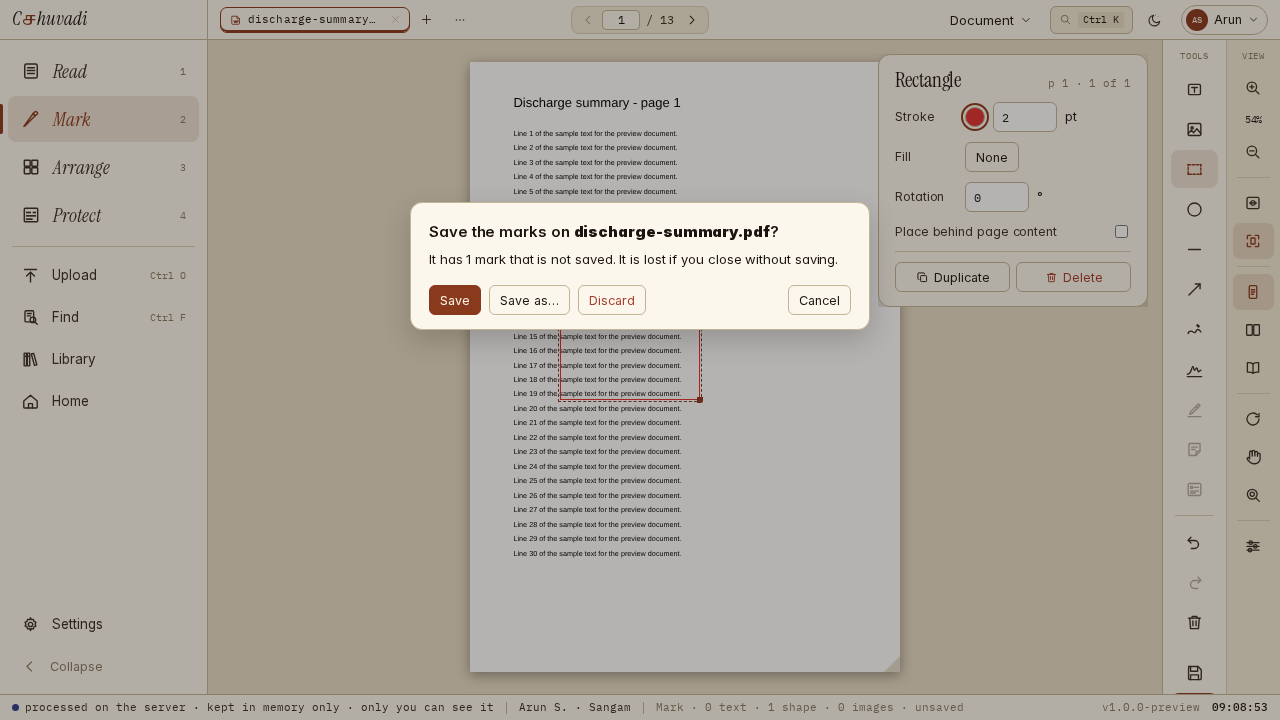 Chuvadi
discharge-summary…
1 / 13
Document
Ctrl K
AS Arun
Read 1
Mark 2
Arrange 3
Protect 4
Upload Ctrl O
Find Ctrl F
Library
Home
Settings
Collapse
Discharge summary - page 1
Line 1 of the sample text for the preview document.
Line 2 of the sample text for the preview document.
Line 3 of the sample text for the preview document.
Line 4 of the sample text for the preview document.
Line 5 of the sample text for the preview document.
Save the marks on discharge-summary.pdf?
It has 1 mark that is not saved. It is lost if you close without saving.
Save Save as… Discard Cancel
Line 15 of the sample text for the preview document.
Line 16 of the sample text for the preview document.
Line 17 of the sample text for the preview document.
Line 18 of the sample text for the preview document.
Line 19 of the sample text for the preview document.
Line 20 of the sample text for the preview document.
Line 21 of the sample text for the preview document.
Line 22 of the sample text for the preview document.
Line 23 of the sample text for the preview document.
Line 24 of the sample text for the preview document.
Line 25 of the sample text for the preview document.
Line 26 of the sample text for the preview document.
Line 27 of the sample text for the preview document.
Line 28 of the sample text for the preview document.
Line 29 of the sample text for the preview document.
Line 30 of the sample text for the preview document.
Rectangle p 1 · 1 of 1
Stroke 2 pt
Fill None
Rotation 0 °
Place behind page content
Duplicate Delete
TOOLS
VIEW
54%
processed on the server · kept in memory only · only you can see it | Arun S. · Sangam | Mark · 0 text · 1 shape · 0 images · unsaved
v1.0.0-preview 09:08:53